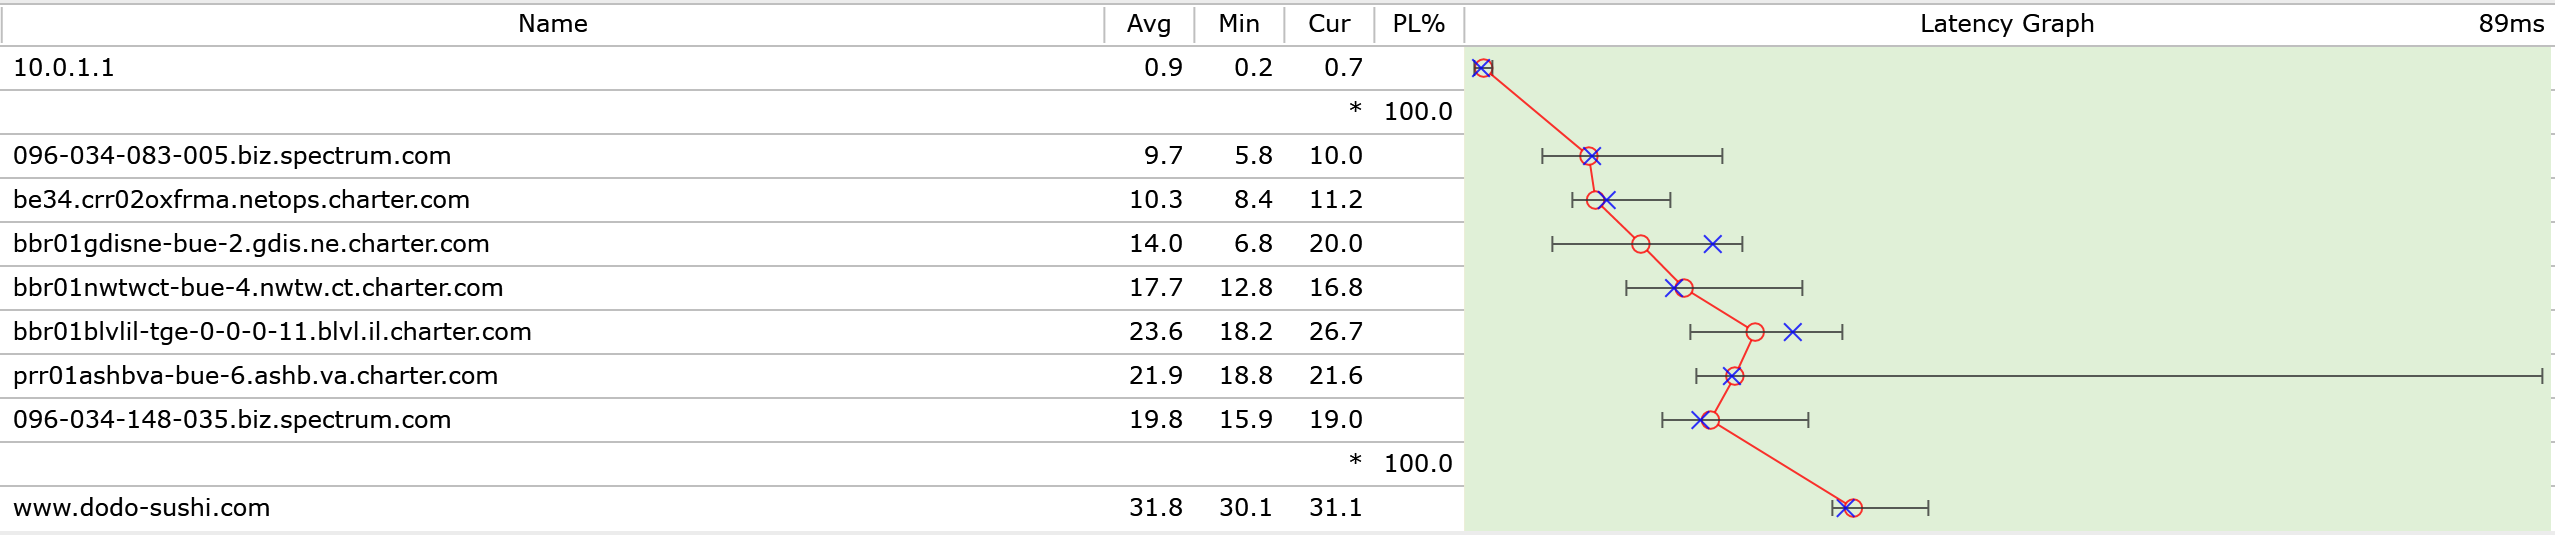 Name Avg Min Cur PL% Latency Graph 89ms
10.0.1.1 0.9 0.2 0.7
* 100.0
096-034-083-005.biz.spectrum.com 9.7 5.8 10.0
be34.crr02oxfrma.netops.charter.com 10.3 8.4 11.2
bbr01gdisne-bue-2.gdis.ne.charter.com 14.0 6.8 20.0
bbr01nwtwct-bue-4.nwtw.ct.charter.com 17.7 12.8 16.8
bbr01blvlil-tge-0-0-0-11.blvl.il.charter.com 23.6 18.2 26.7
prr01ashbva-bue-6.ashb.va.charter.com 21.9 18.8 21.6
096-034-148-035.biz.spectrum.com 19.8 15.9 19.0
* 100.0
www.dodo-sushi.com 31.8 30.1 31.1